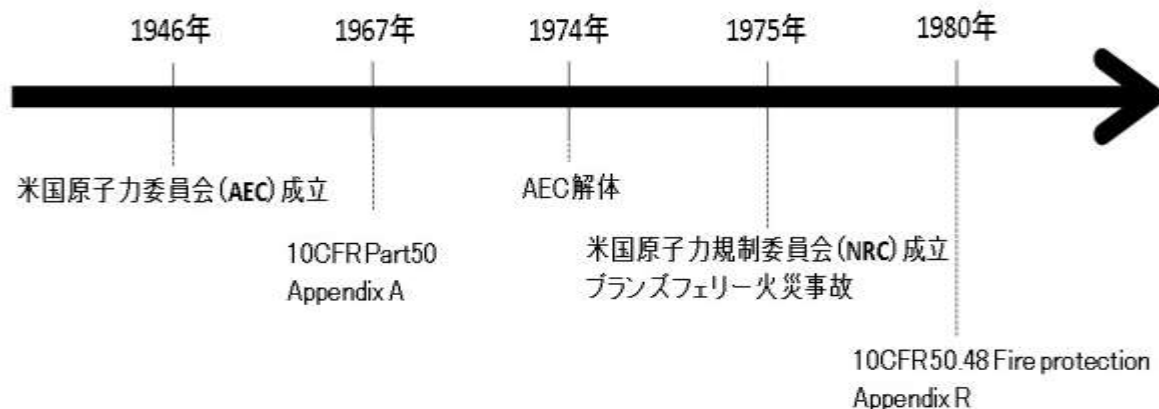 1946年
1967年
1974年
1975年
1980年
米国原子力委員会(AEC)成立
10CFR Part50
Appendix A
AEC解体
米国原子力規制委員会(NRC)成立
ブランズフェリー火災事故
10CFR 50.48 Fire protection
Appendix R